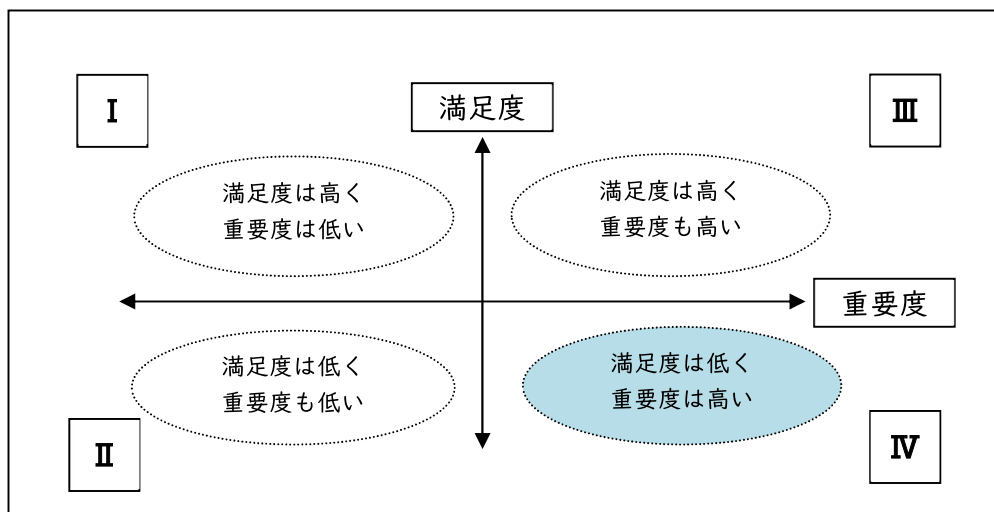 Ⅰ
満足度
Ⅲ
満足度は高く
重要度は低い
満足度は高く
重要度も高い
重要度
満足度は低く
重要度も低い
満足度は低く
重要度は高い
Ⅱ
Ⅳ